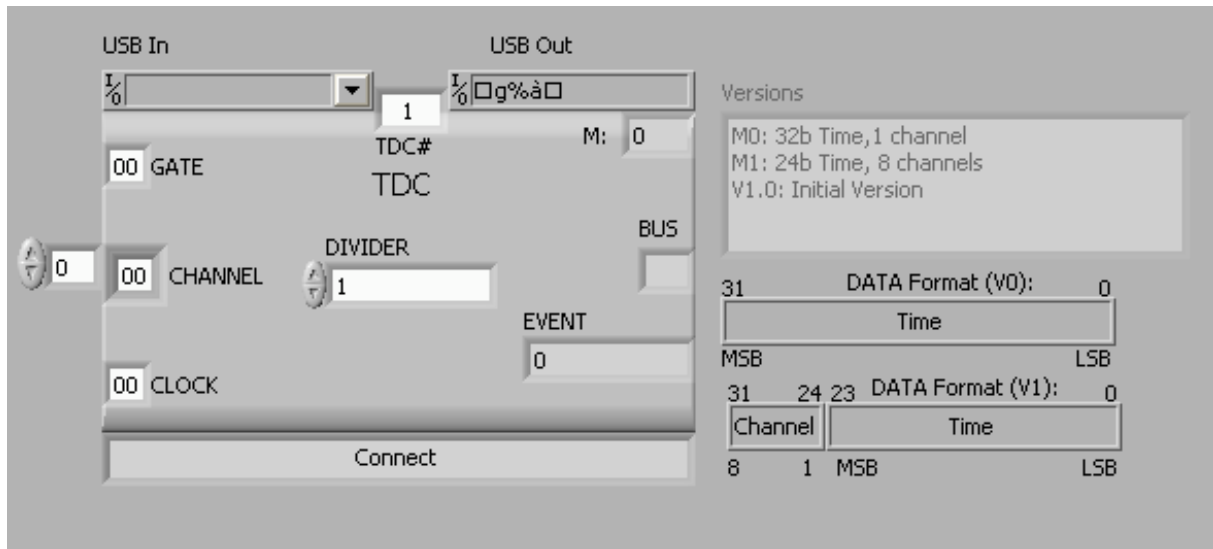 USB In
USB Out
I/O
1
I/O □g%à□
TDC#
M: 0
00 GATE
TDC
BUS
0
00 CHANNEL
DIVIDER
1
EVENT
0
00 CLOCK
Connect
Versions
M0: 32b Time,1 channel
M1: 24b Time, 8 channels
V1.0: Initial Version
31 DATA Format (V0): 0
Time
MSB LSB
31 24 23 DATA Format (V1): 0
Channel Time
8 1 MSB LSB